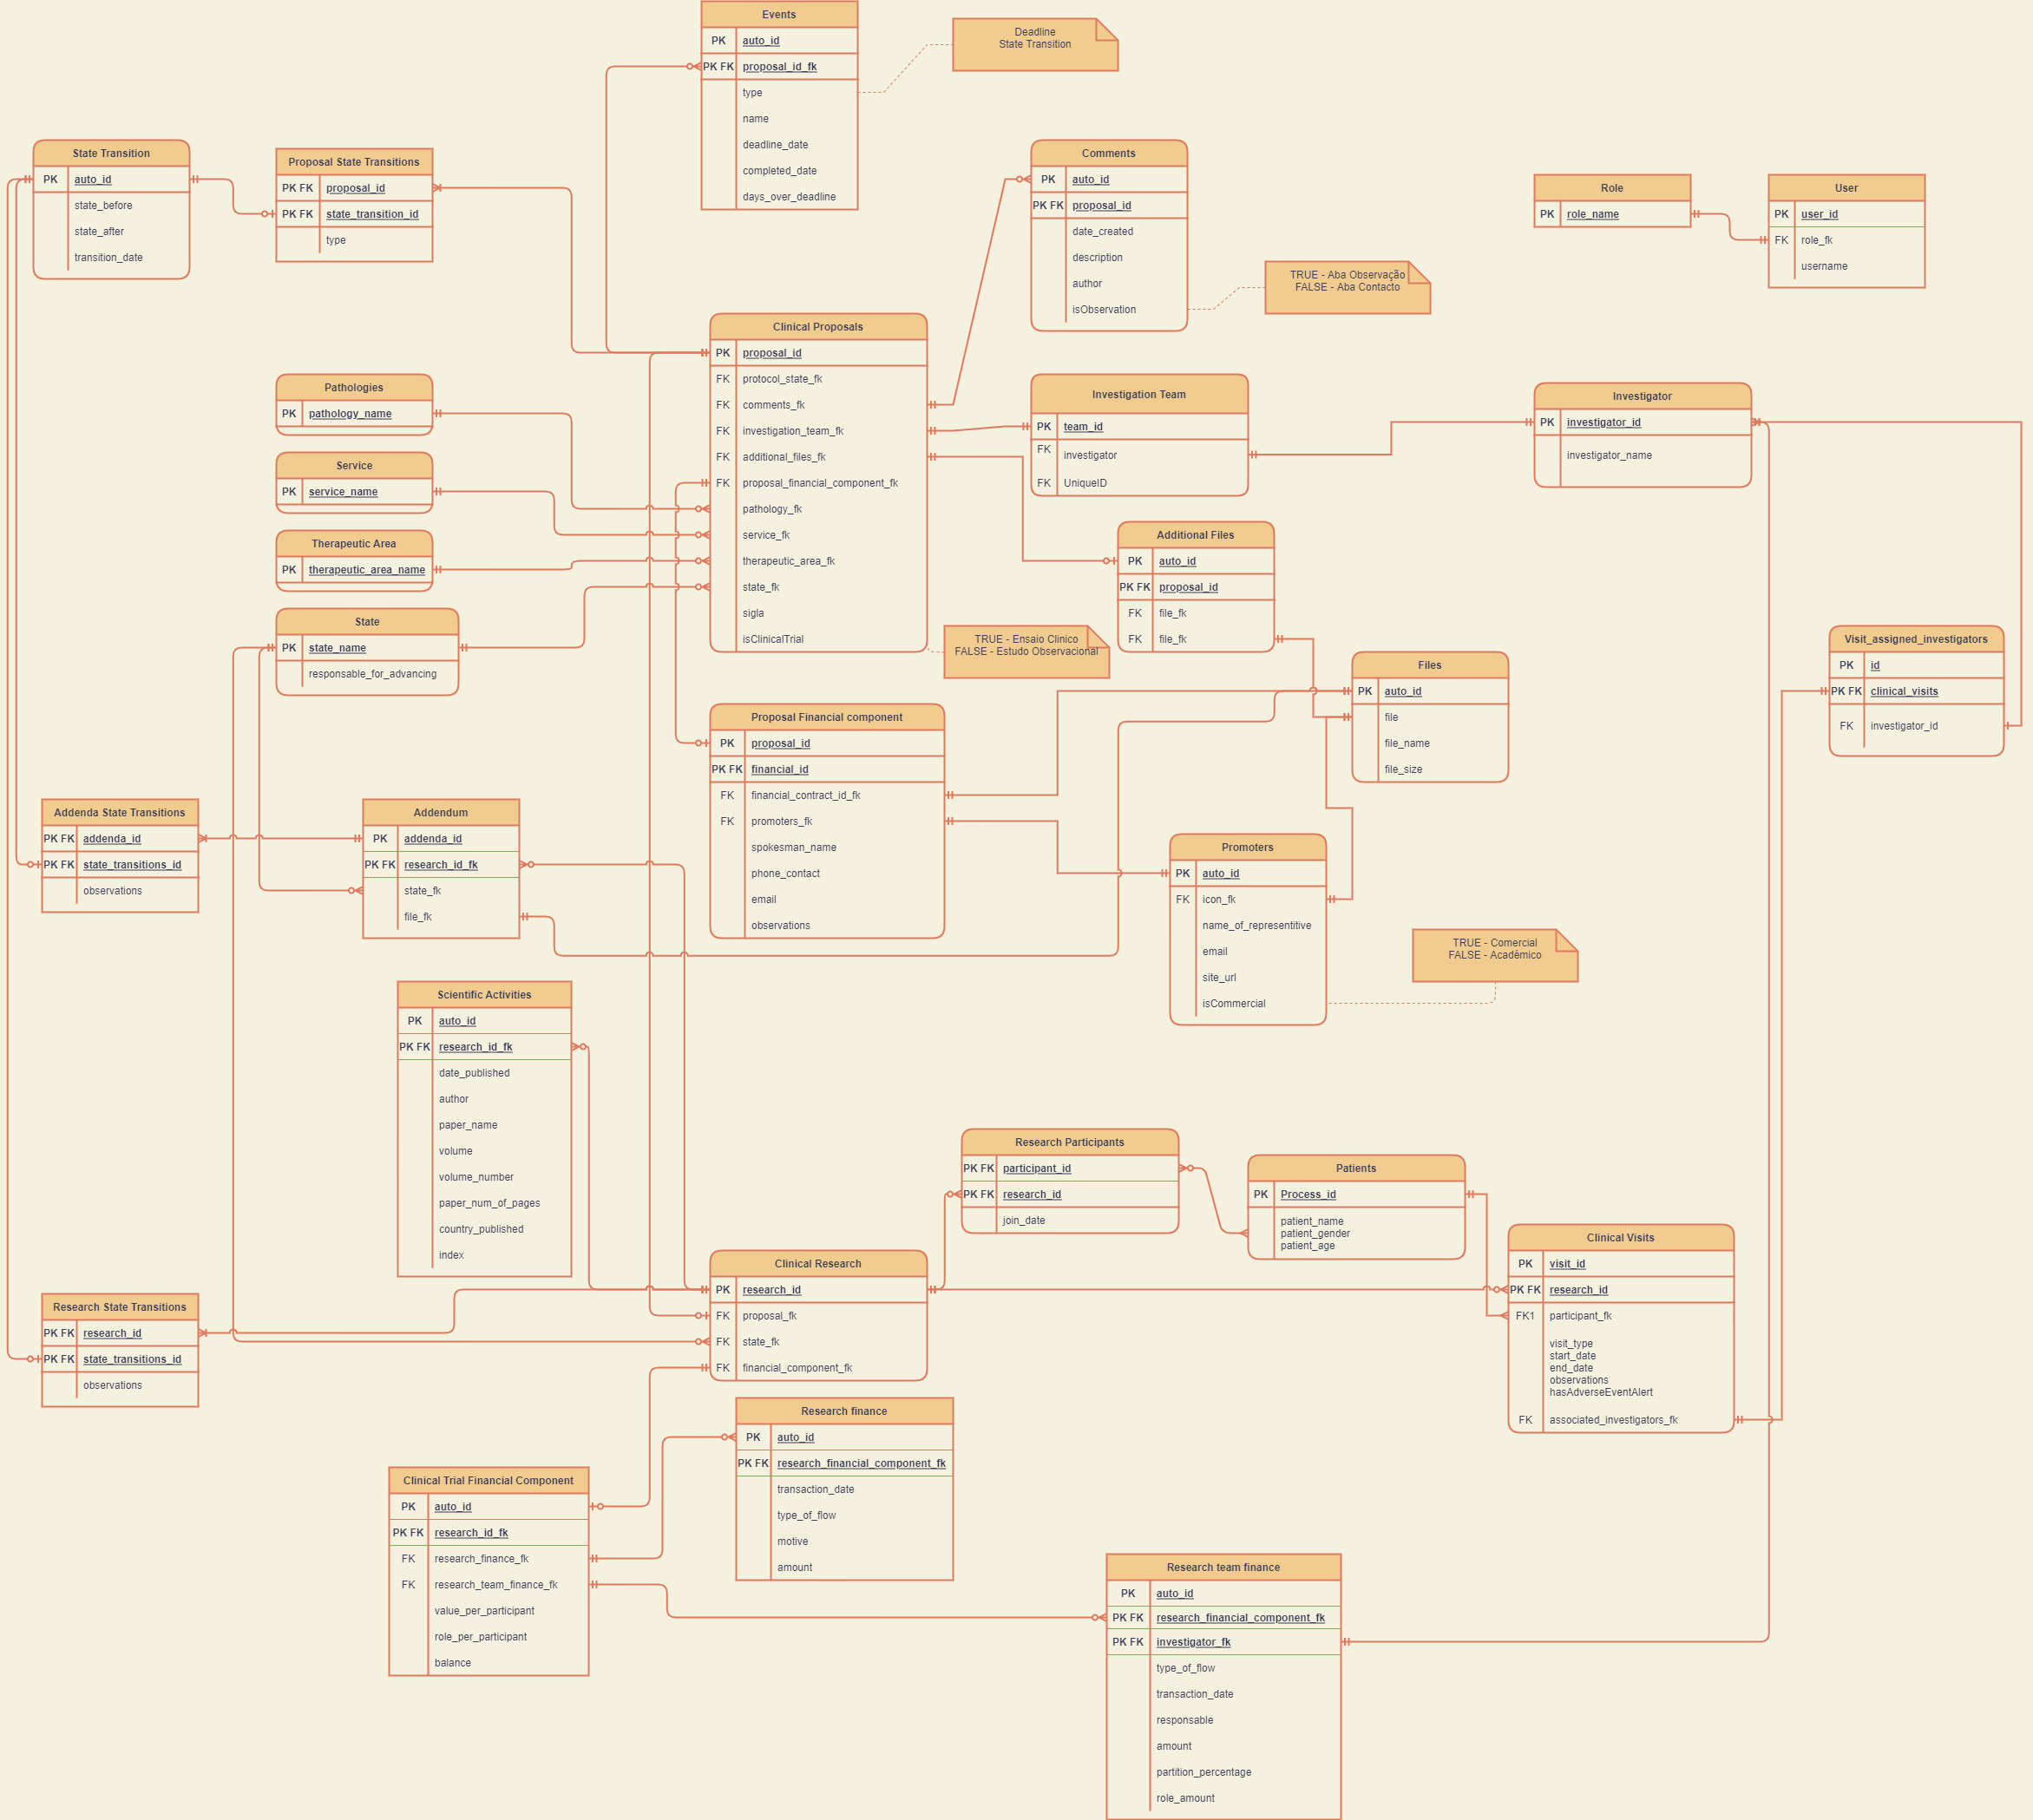 Events
PK auto_id
PK FK proposal_id_fk
type
name
deadline_date
completed_date
days_over_deadline
Deadline
State Transition
State Transition
PK auto_id
state_before
state_after
transition_date
Proposal State Transitions
PK FK proposal_id
PK FK state_transition_id
type
Comments
PK auto_id
PK FK proposal_id
date_created
description
author
isObservation
TRUE - Aba Observação
FALSE - Aba Contacto
Role
PK role_name
User
PK user_id
FK role_fk
username
Clinical Proposals
PK proposal_id
FK protocol_state_fk
FK comments_fk
FK investigation_team_fk
FK additional_files_fk
FK proposal_financial_component_fk
pathology_fk
service_fk
therapeutic_area_fk
state_fk
sigla
isClinicalTrial
TRUE - Ensaio Clinico
FALSE - Estudo Observacional
Pathologies
PK pathology_name
Service
PK service_name
Therapeutic Area
PK therapeutic_area_name
State
PK state_name
responsable_for_advancing
Investigation Team
PK team_id
FK investigator
FK UniqueID
Investigator
PK investigator_id
investigator_name
Additional Files
PK auto_id
PK FK proposal_id
FK file_fk
FK file_fk
Files
PK auto_id
file
file_name
file_size
Visit_assigned_investigators
PK id
PK FK clinical_visits
FK investigator_id
Proposal Financial component
PK proposal_id
PK FK financial_id
FK financial_contract_id_fk
FK promoters_fk
spokesman_name
phone_contact
email
observations
Addenda State Transitions
PK FK addenda_id
PK FK state_transitions_id
observations
Addendum
PK addenda_id
PK FK research_id_fk
state_fk
file_fk
Promoters
PK auto_id
FK icon_fk
name_of_representitive
email
site_url
isCommercial
TRUE - Comercial
FALSE - Académico
Scientific Activities
PK auto_id
PK FK research_id_fk
date_published
author
paper_name
volume
volume_number
paper_num_of_pages
country_published
index
Research Participants
PK FK participant_id
PK FK research_id
join_date
Patients
PK Process_id
patient_name
patient_gender
patient_age
Clinical Visits
PK visit_id
PK FK research_id
FK1 participant_fk
visit_type
start_date
end_date
observations
hasAdverseEventAlert
FK associated_investigators_fk
Clinical Research
PK research_id
FK proposal_fk
FK state_fk
FK financial_component_fk
Research State Transitions
PK FK research_id
PK FK state_transitions_id
observations
Research finance
PK auto_id
PK FK research_financial_component_fk
transaction_date
type_of_flow
motive
amount
Clinical Trial Financial Component
PK auto_id
PK FK research_id_fk
FK research_finance_fk
FK research_team_finance_fk
value_per_participant
role_per_participant
balance
Research team finance
PK auto_id
PK FK research_financial_component_fk
PK FK investigator_fk
type_of_flow
transaction_date
responsable
amount
partition_percentage
role_amount